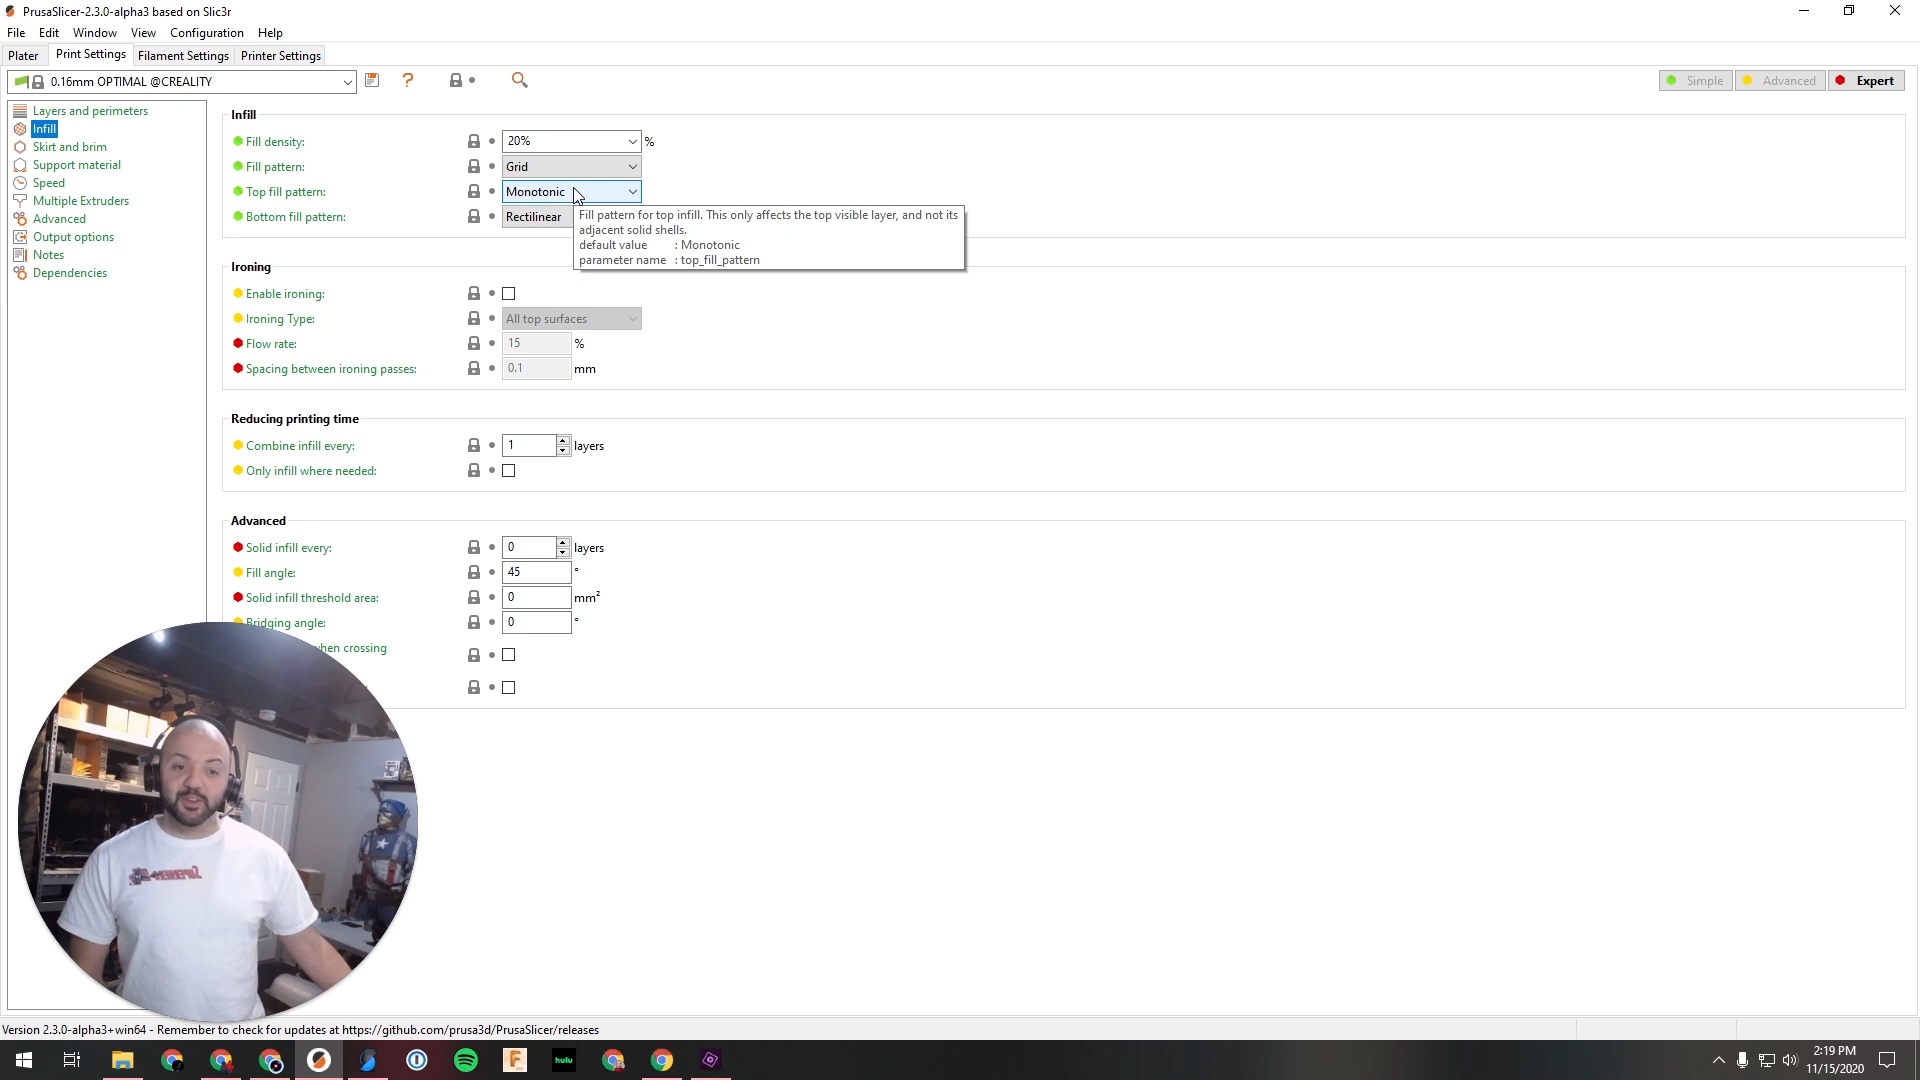 PrusaSlicer-2.3.0-alpha3 based on Slic3r
File Edit Window View Configuration Help
Plater Print Settings Filament Settings Printer Settings
0.16mm OPTIMAL @CREALITY
?
Simple Advanced Expert
Layers and perimeters
Infill
Skirt and brim
Support material
Speed
Multiple Extruders
Advanced
Output options
Notes
Dependencies
Infill
Fill density: 20% %
Fill pattern: Grid
Top fill pattern: Monotonic
Bottom fill pattern: Rectilinear
Fill pattern for top infill. This only affects the top visible layer, and not its
adjacent solid shells.
default value : Monotonic
parameter name : top_fill_pattern
Ironing
Enable ironing:
Ironing Type: All top surfaces
Flow rate: 15 %
Spacing between ironing passes: 0.1 mm
Reducing printing time
Combine infill every: 1 layers
Only infill where needed:
Advanced
Solid infill every: 0 layers
Fill angle: 45 °
Solid infill threshold area: 0 mm²
Bridging angle: 0 °
when crossing
Version 2.3.0-alpha3+win64 - Remember to check for updates at https://github.com/prusa3d/PrusaSlicer/releases
hulu
2:19 PM
11/15/2020